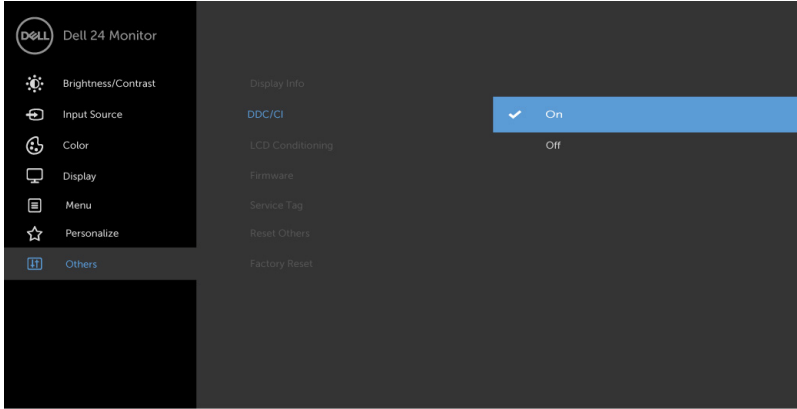 DELL Dell 24 Monitor
Brightness/Contrast
Input Source
Color
Display
Menu
Personalize
Others
Display Info
DDC/CI
LCD Conditioning
Firmware
Service Tag
Reset Others
Factory Reset
On
Off